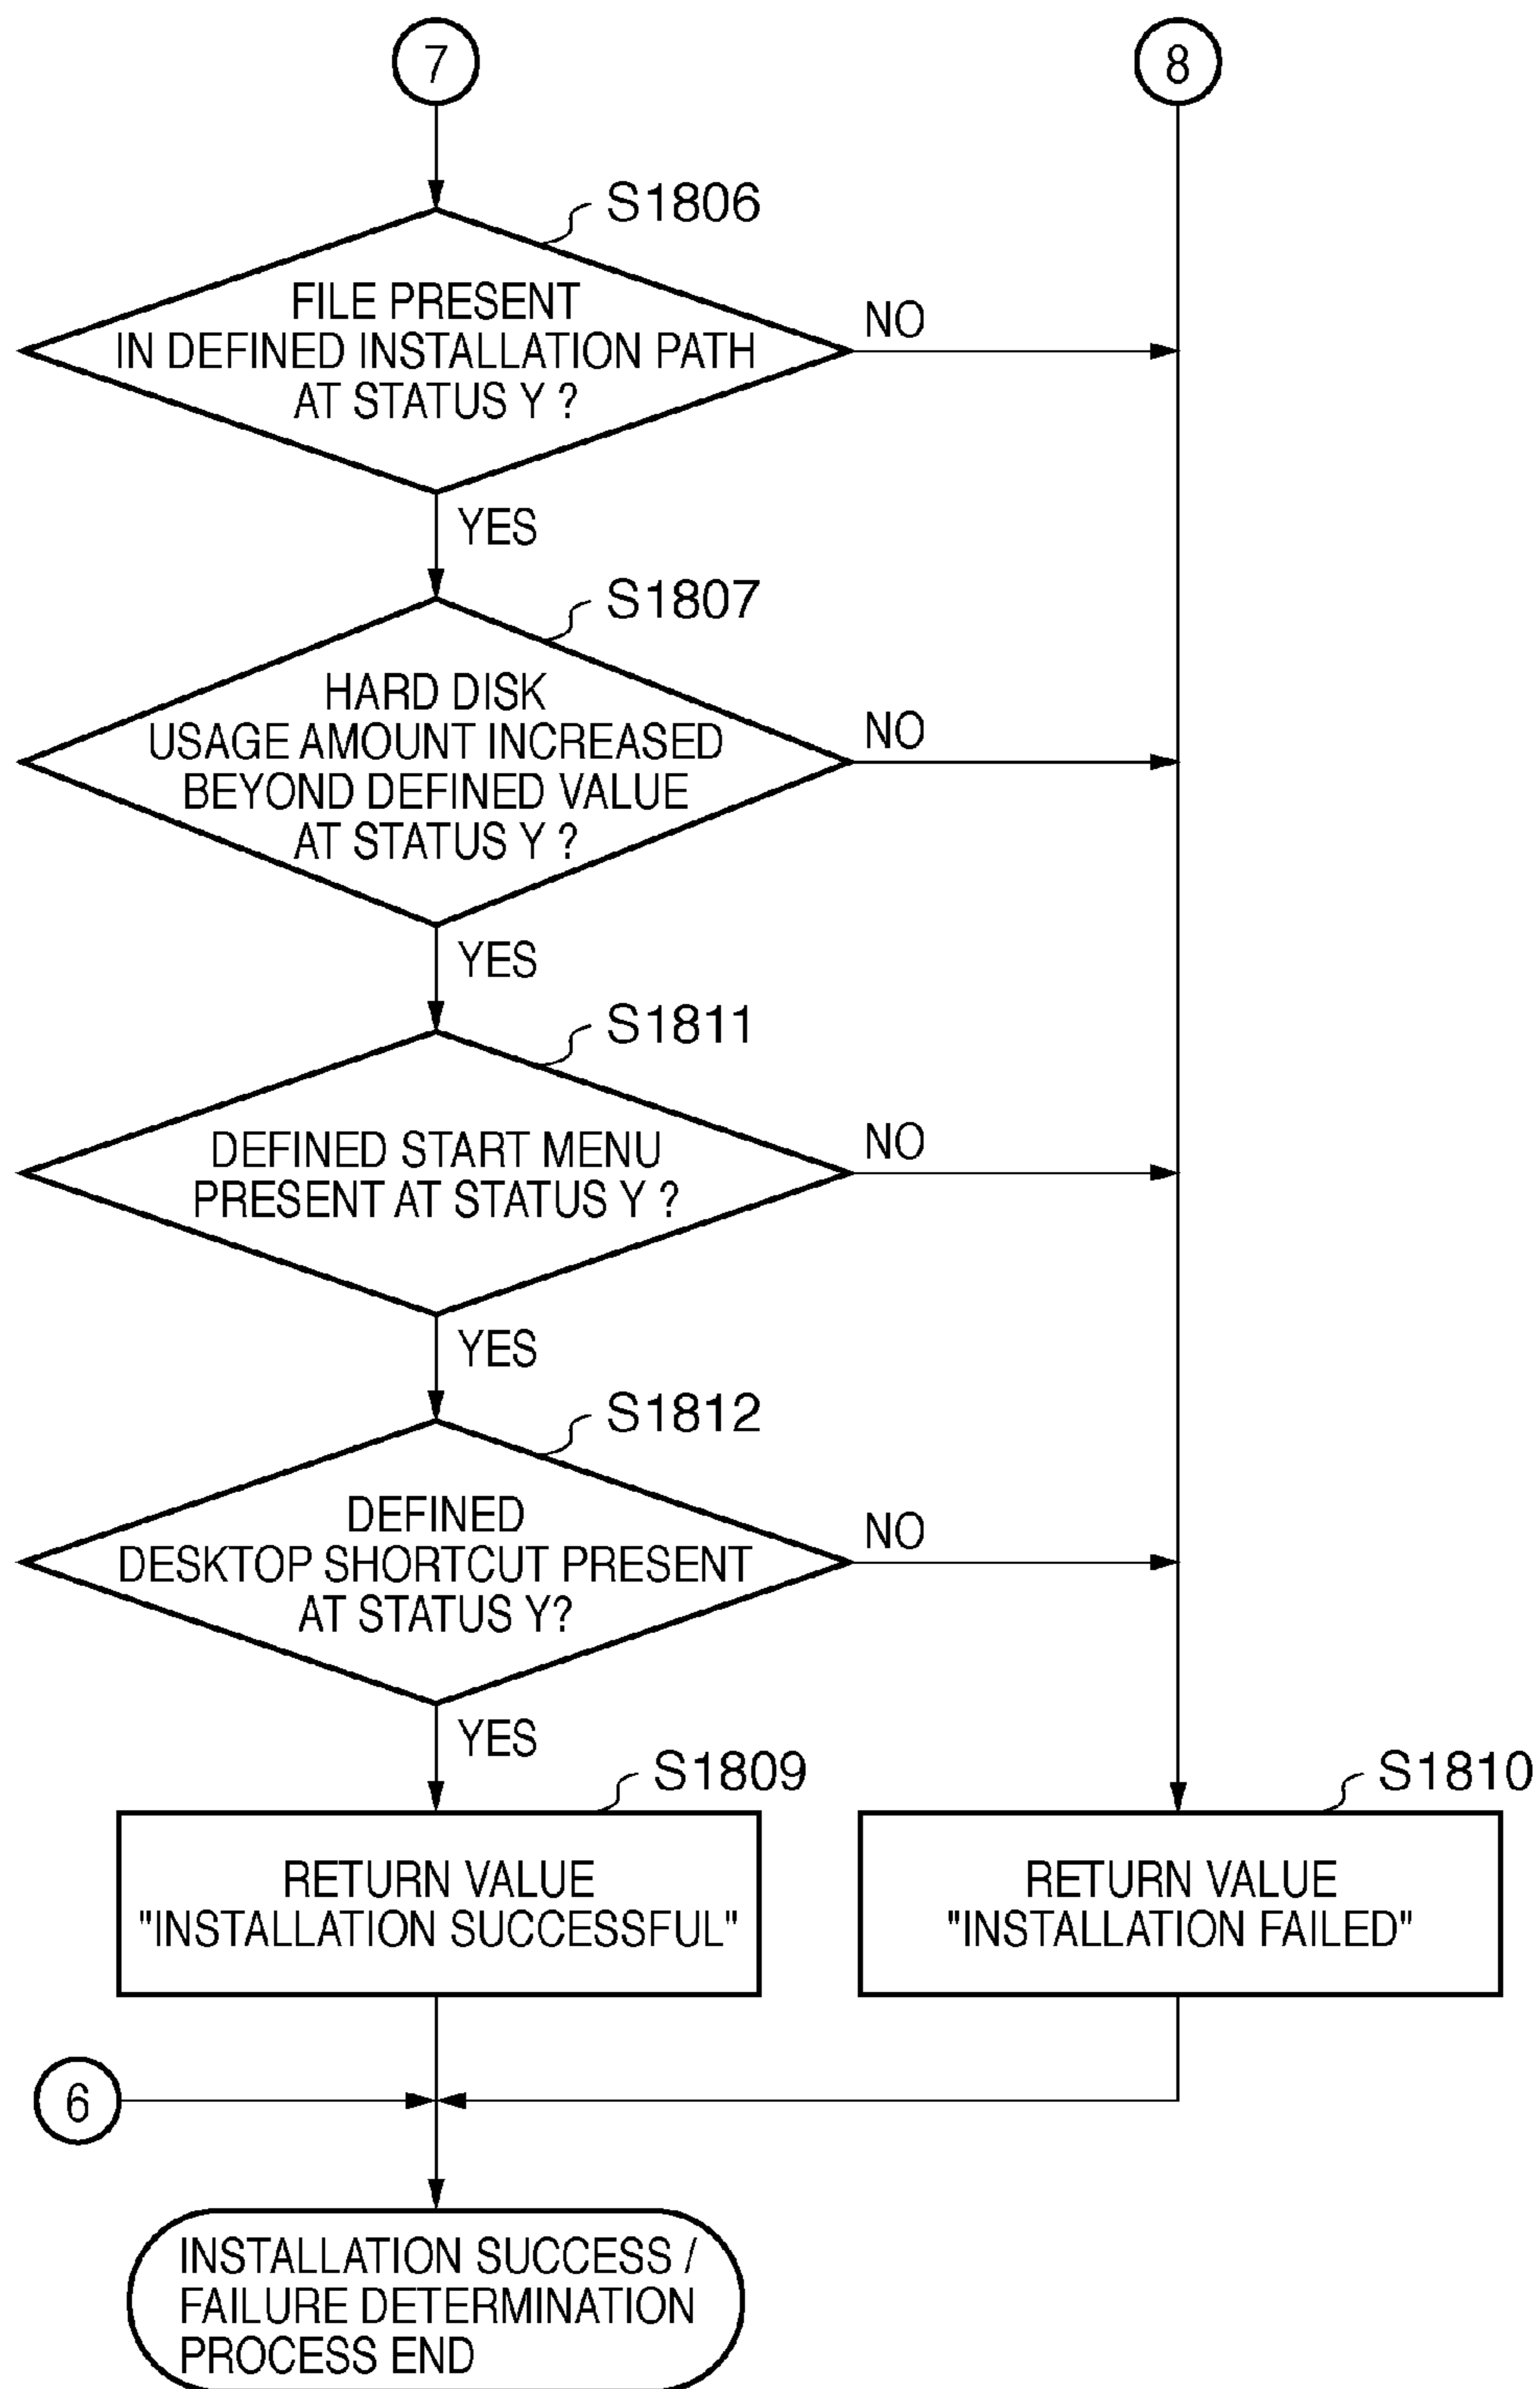 7
8
S1806
FILE PRESENT
IN DEFINED INSTALLATION PATH
AT STATUS Y ?
NO
YES
S1807
HARD DISK
USAGE AMOUNT INCREASED
BEYOND DEFINED VALUE
AT STATUS Y ?
NO
YES
S1811
DEFINED START MENU
PRESENT AT STATUS Y ?
NO
YES
S1812
DEFINED
DESKTOP SHORTCUT PRESENT
AT STATUS Y?
NO
YES
S1809
RETURN VALUE
"INSTALLATION SUCCESSFUL"
S1810
RETURN VALUE
"INSTALLATION FAILED"
6
INSTALLATION SUCCESS /
FAILURE DETERMINATION
PROCESS END